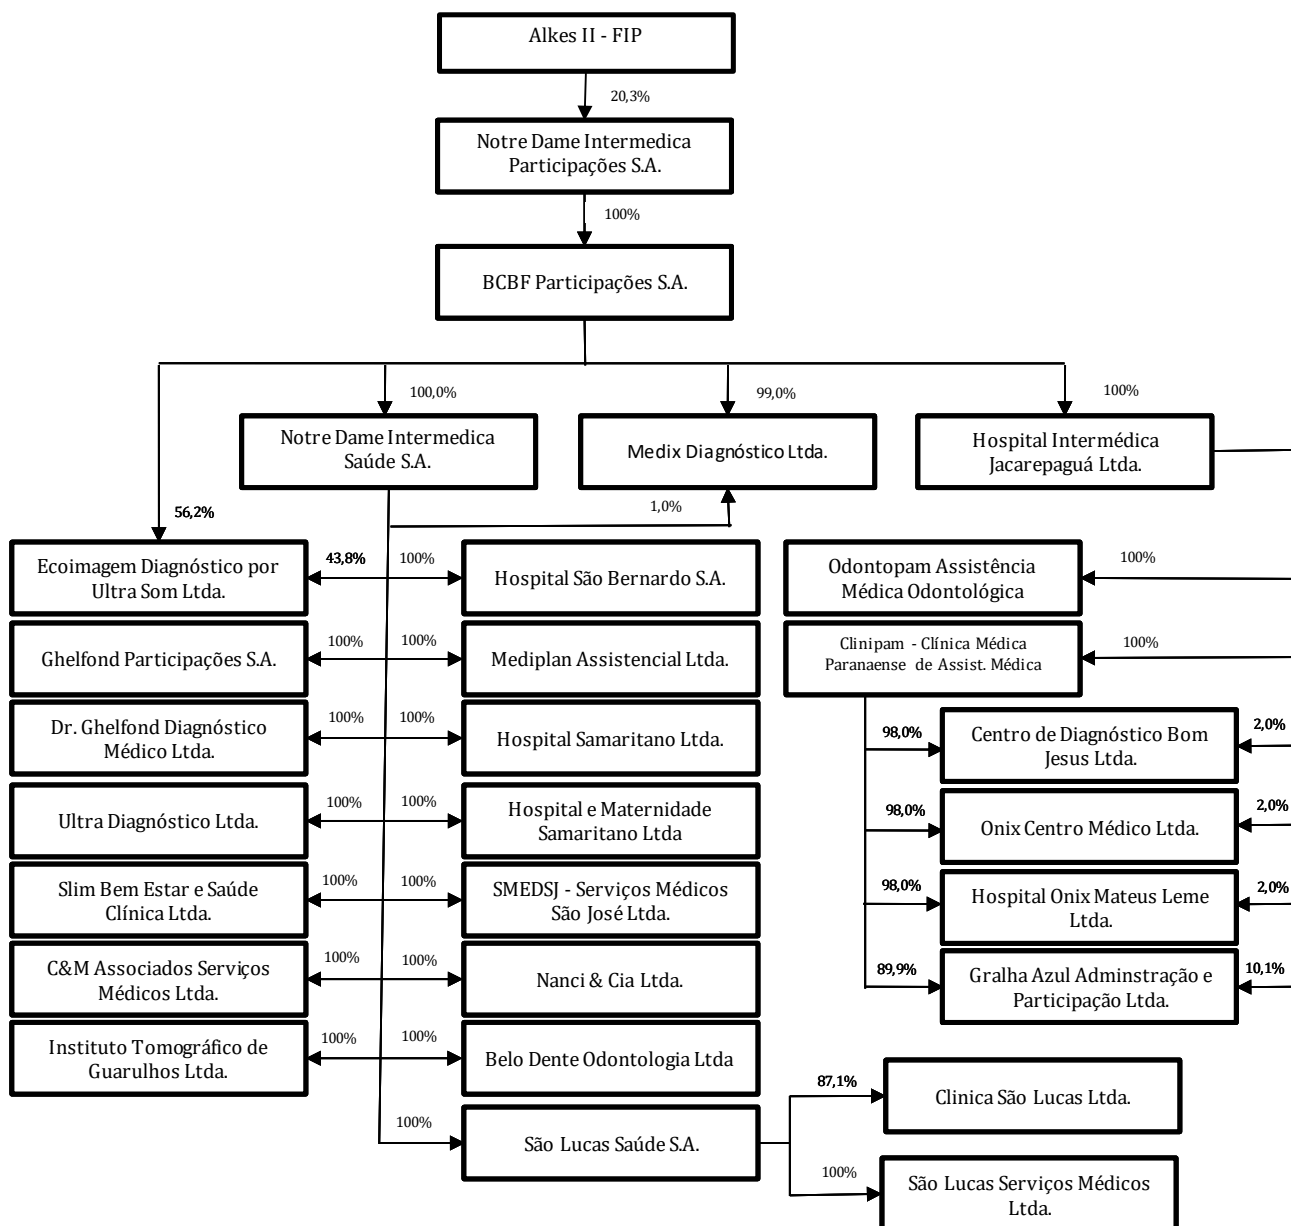 Alkes II - FIP
20,3%
Notre Dame Intermedica
Participações S.A.
100%
BCBF Participações S.A.
100,0%
99,0%
100%
Notre Dame Intermedica
Saúde S.A.
Medix Diagnóstico Ltda.
Hospital Intermédica
Jacarepaguá Ltda.
56,2%
1,0%
Ecoimagem Diagnóstico por
Ultra Som Ltda.
43,8%
100%
Hospital São Bernardo S.A.
Odontopam Assistência
Médica Odontológica
100%
Ghelfond Participações S.A.
100%
100%
Mediplan Assistencial Ltda.
Clinipam - Clínica Médica
Paranaense de Assist. Médica
100%
Dr. Ghelfond Diagnóstico
Médico Ltda.
100%
100%
Hospital Samaritano Ltda.
98,0%
Centro de Diagnóstico Bom
Jesus Ltda.
2,0%
Ultra Diagnóstico Ltda.
100%
100%
Hospital e Maternidade
Samaritano Ltda
98,0%
Onix Centro Médico Ltda.
2,0%
Slim Bem Estar e Saúde
Clínica Ltda.
100%
100%
SMEDSJ - Serviços Médicos
São José Ltda.
98,0%
Hospital Onix Mateus Leme
Ltda.
2,0%
C&M Associados Serviços
Médicos Ltda.
100%
100%
Nanci & Cia Ltda.
89,9%
Gralha Azul Adminstração e
Participação Ltda.
10,1%
Instituto Tomográfico de
Guarulhos Ltda.
100%
100%
Belo Dente Odontologia Ltda
100%
São Lucas Saúde S.A.
87,1%
Clinica São Lucas Ltda.
100%
São Lucas Serviços Médicos
Ltda.